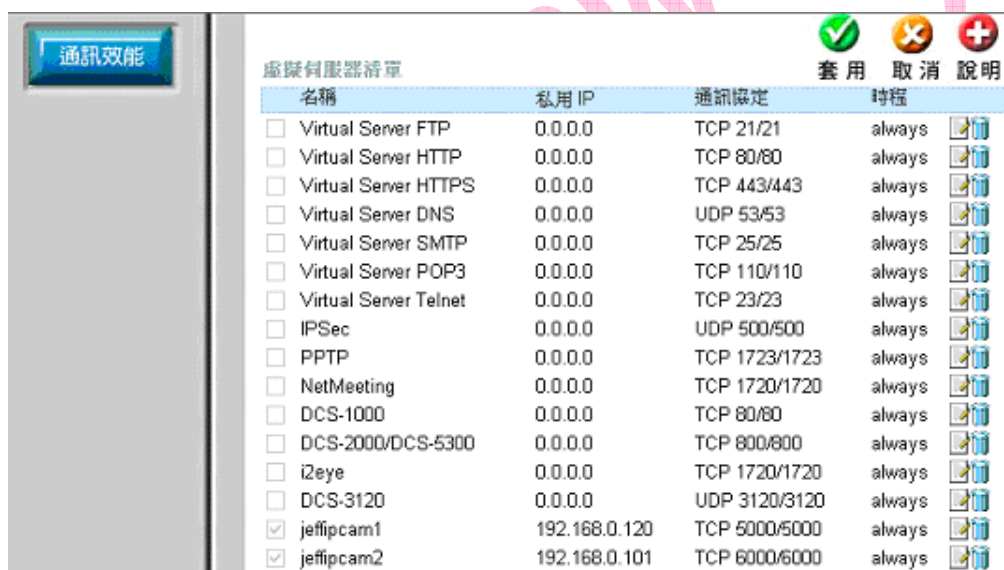 通訊效能
套用 取消 說明
虛擬伺服器清單
名稱 私用 IP 通訊協定 時程
Virtual Server FTP 0.0.0.0 TCP 21/21 always
Virtual Server HTTP 0.0.0.0 TCP 80/80 always
Virtual Server HTTPS 0.0.0.0 TCP 443/443 always
Virtual Server DNS 0.0.0.0 UDP 53/53 always
Virtual Server SMTP 0.0.0.0 TCP 25/25 always
Virtual Server POP3 0.0.0.0 TCP 110/110 always
Virtual Server Telnet 0.0.0.0 TCP 23/23 always
IPSec 0.0.0.0 UDP 500/500 always
PPTP 0.0.0.0 TCP 1723/1723 always
NetMeeting 0.0.0.0 TCP 1720/1720 always
DCS-1000 0.0.0.0 TCP 80/80 always
DCS-2000/DCS-5300 0.0.0.0 TCP 800/800 always
i2eye 0.0.0.0 TCP 1720/1720 always
DCS-3120 0.0.0.0 UDP 3120/3120 always
jeffipcam1 192.168.0.120 TCP 5000/5000 always
jeffipcam2 192.168.0.101 TCP 6000/6000 always